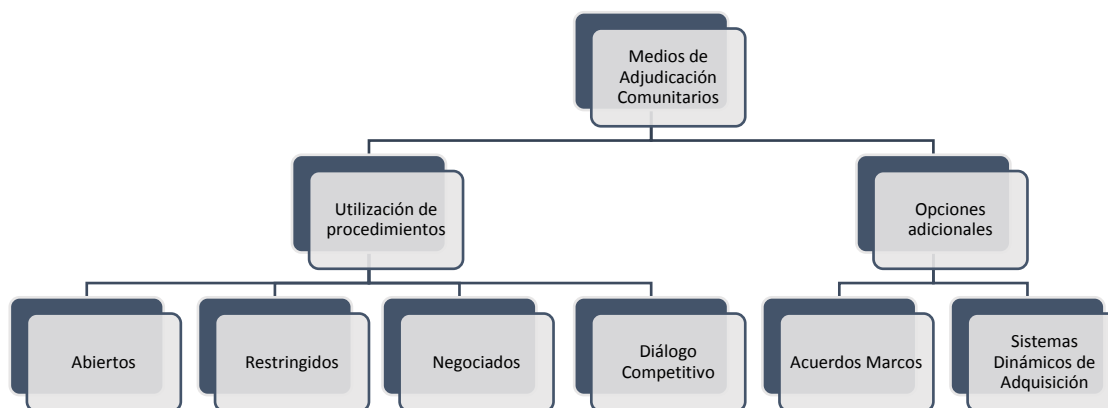 Medios de
Adjudicación
Comunitarios
Utilización de
procedimientos
Opciones
adicionales
Abiertos
Restringidos
Negociados
Diálogo
Competitivo
Acuerdos Marcos
Sistemas
Dinámicos de
Adquisición